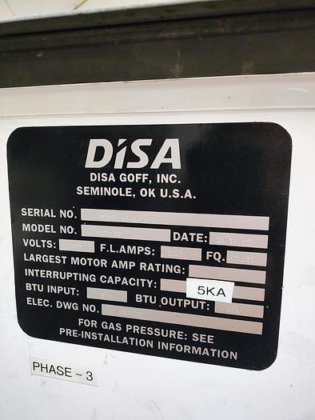 DISA
DISA GOFF, INC.
SEMINOLE, OK U.S.A.
SERIAL NO.
MODEL NO. DATE:
VOLTS: F.L.AMPS: FQ.
LARGEST MOTOR AMP RATING:
INTERRUPTING CAPACITY: 5KA
BTU INPUT: BTU OUTPUT:
ELEC. DWG NO.
FOR GAS PRESSURE: SEE
PRE-INSTALLATION INFORMATION
PHASE - 3